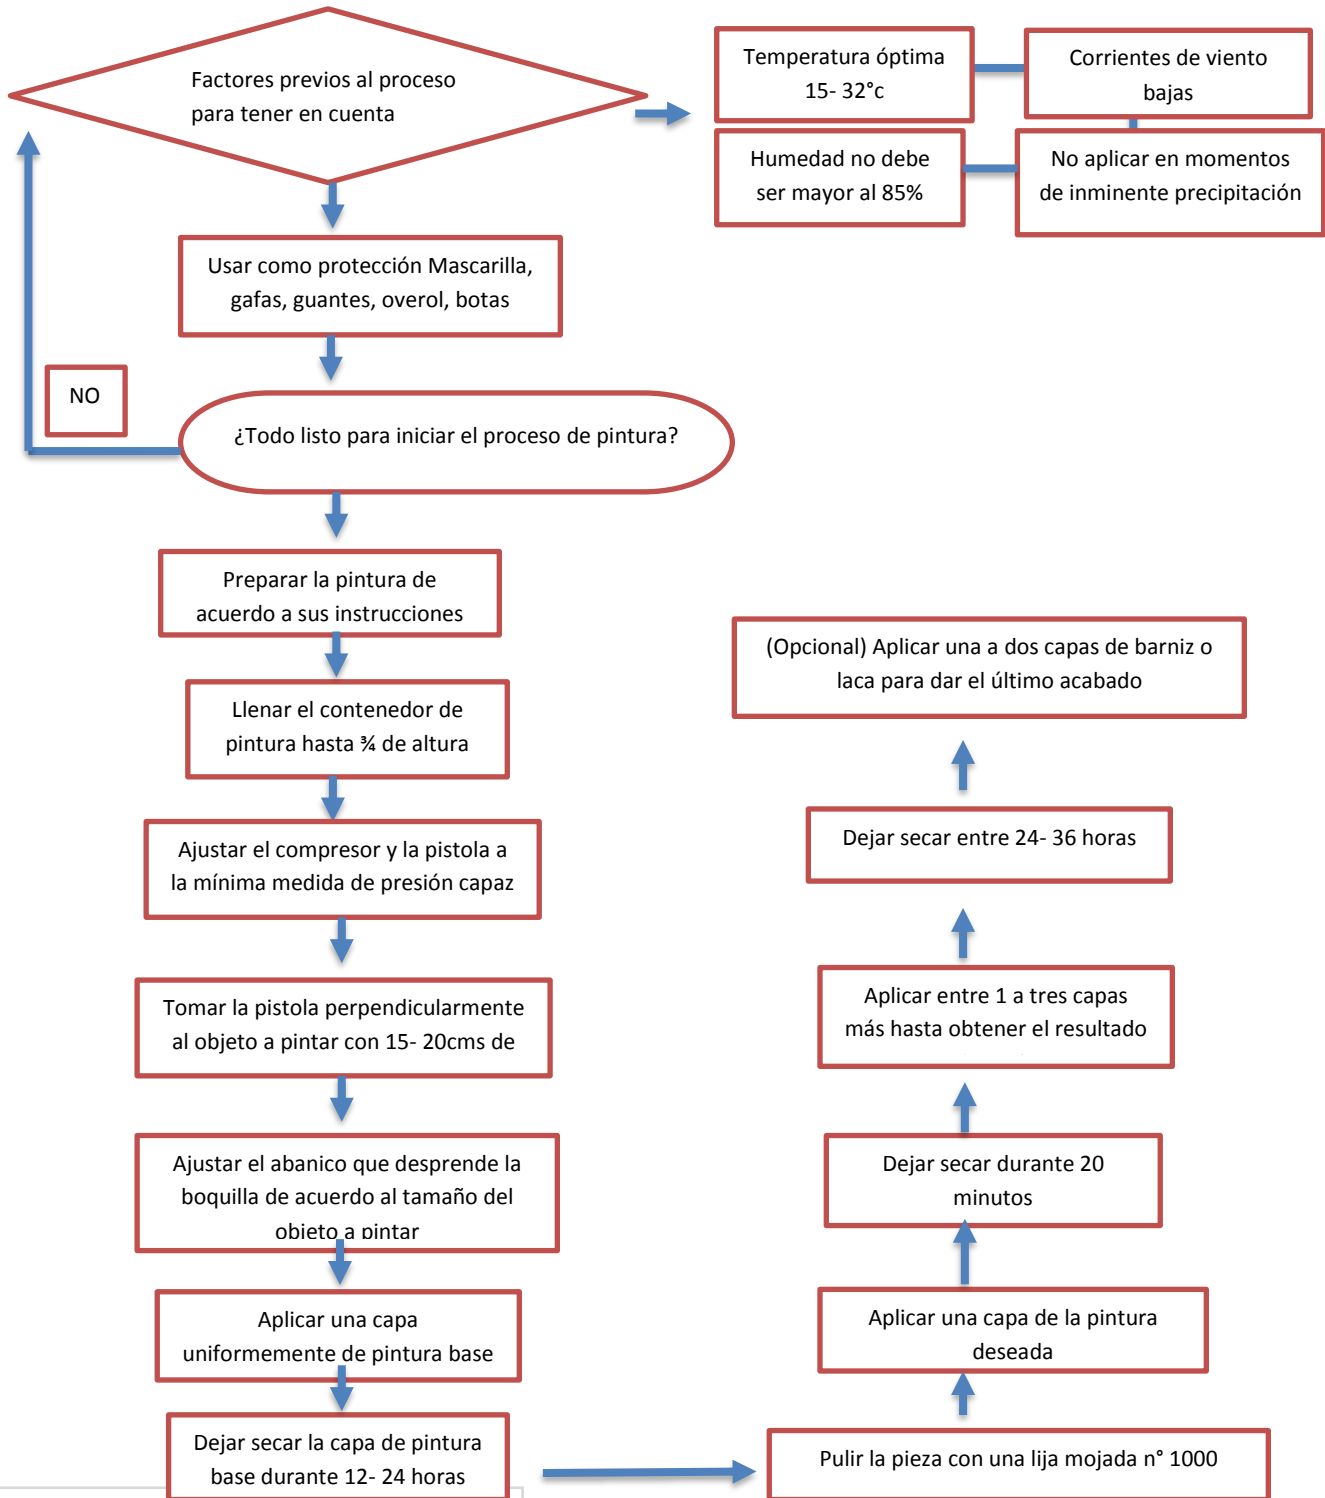 Factores previos al proceso
para tener en cuenta
Temperatura óptima
15- 32°c
Corrientes de viento
bajas
Humedad no debe
ser mayor al 85%
No aplicar en momentos
de inminente precipitación
Usar como protección Mascarilla,
gafas, guantes, overol, botas
NO
¿Todo listo para iniciar el proceso de pintura?
Preparar la pintura de
acuerdo a sus instrucciones
Llenar el contenedor de
pintura hasta ¾ de altura
Ajustar el compresor y la pistola a
la mínima medida de presión capaz
Tomar la pistola perpendicularmente
al objeto a pintar con 15- 20cms de
Ajustar el abanico que desprende la
boquilla de acuerdo al tamaño del
objeto a pintar
Aplicar una capa
uniformemente de pintura base
Dejar secar la capa de pintura
base durante 12- 24 horas
Pulir la pieza con una lija mojada n° 1000
Aplicar una capa de la pintura
deseada
Dejar secar durante 20
minutos
Aplicar entre 1 a tres capas
más hasta obtener el resultado
Dejar secar entre 24- 36 horas
(Opcional) Aplicar una a dos capas de barniz o
laca para dar el último acabado